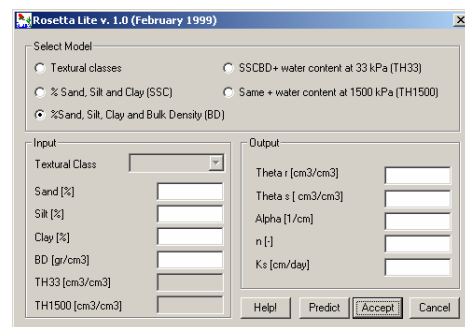 Rosetta Lite v. 1.0 (February 1999)
Select Model
Textural classes
% Sand, Silt and Clay (SSC)
%Sand, Silt, Clay and Bulk Density (BD)
SSCBD+ water content at 33 kPa (TH33)
Same + water content at 1500 kPa (TH1500)
Input
Textural Class
Sand [%]
Silt [%]
Clay [%]
BD [gr/cm3]
TH33 [cm3/cm3]
TH1500 [cm3/cm3]
Output
Theta r [cm3/cm3]
Theta s [ cm3/cm3]
Alpha [1/cm]
n [-]
Ks [cm/day]
Help!
Predict
Accept
Cancel